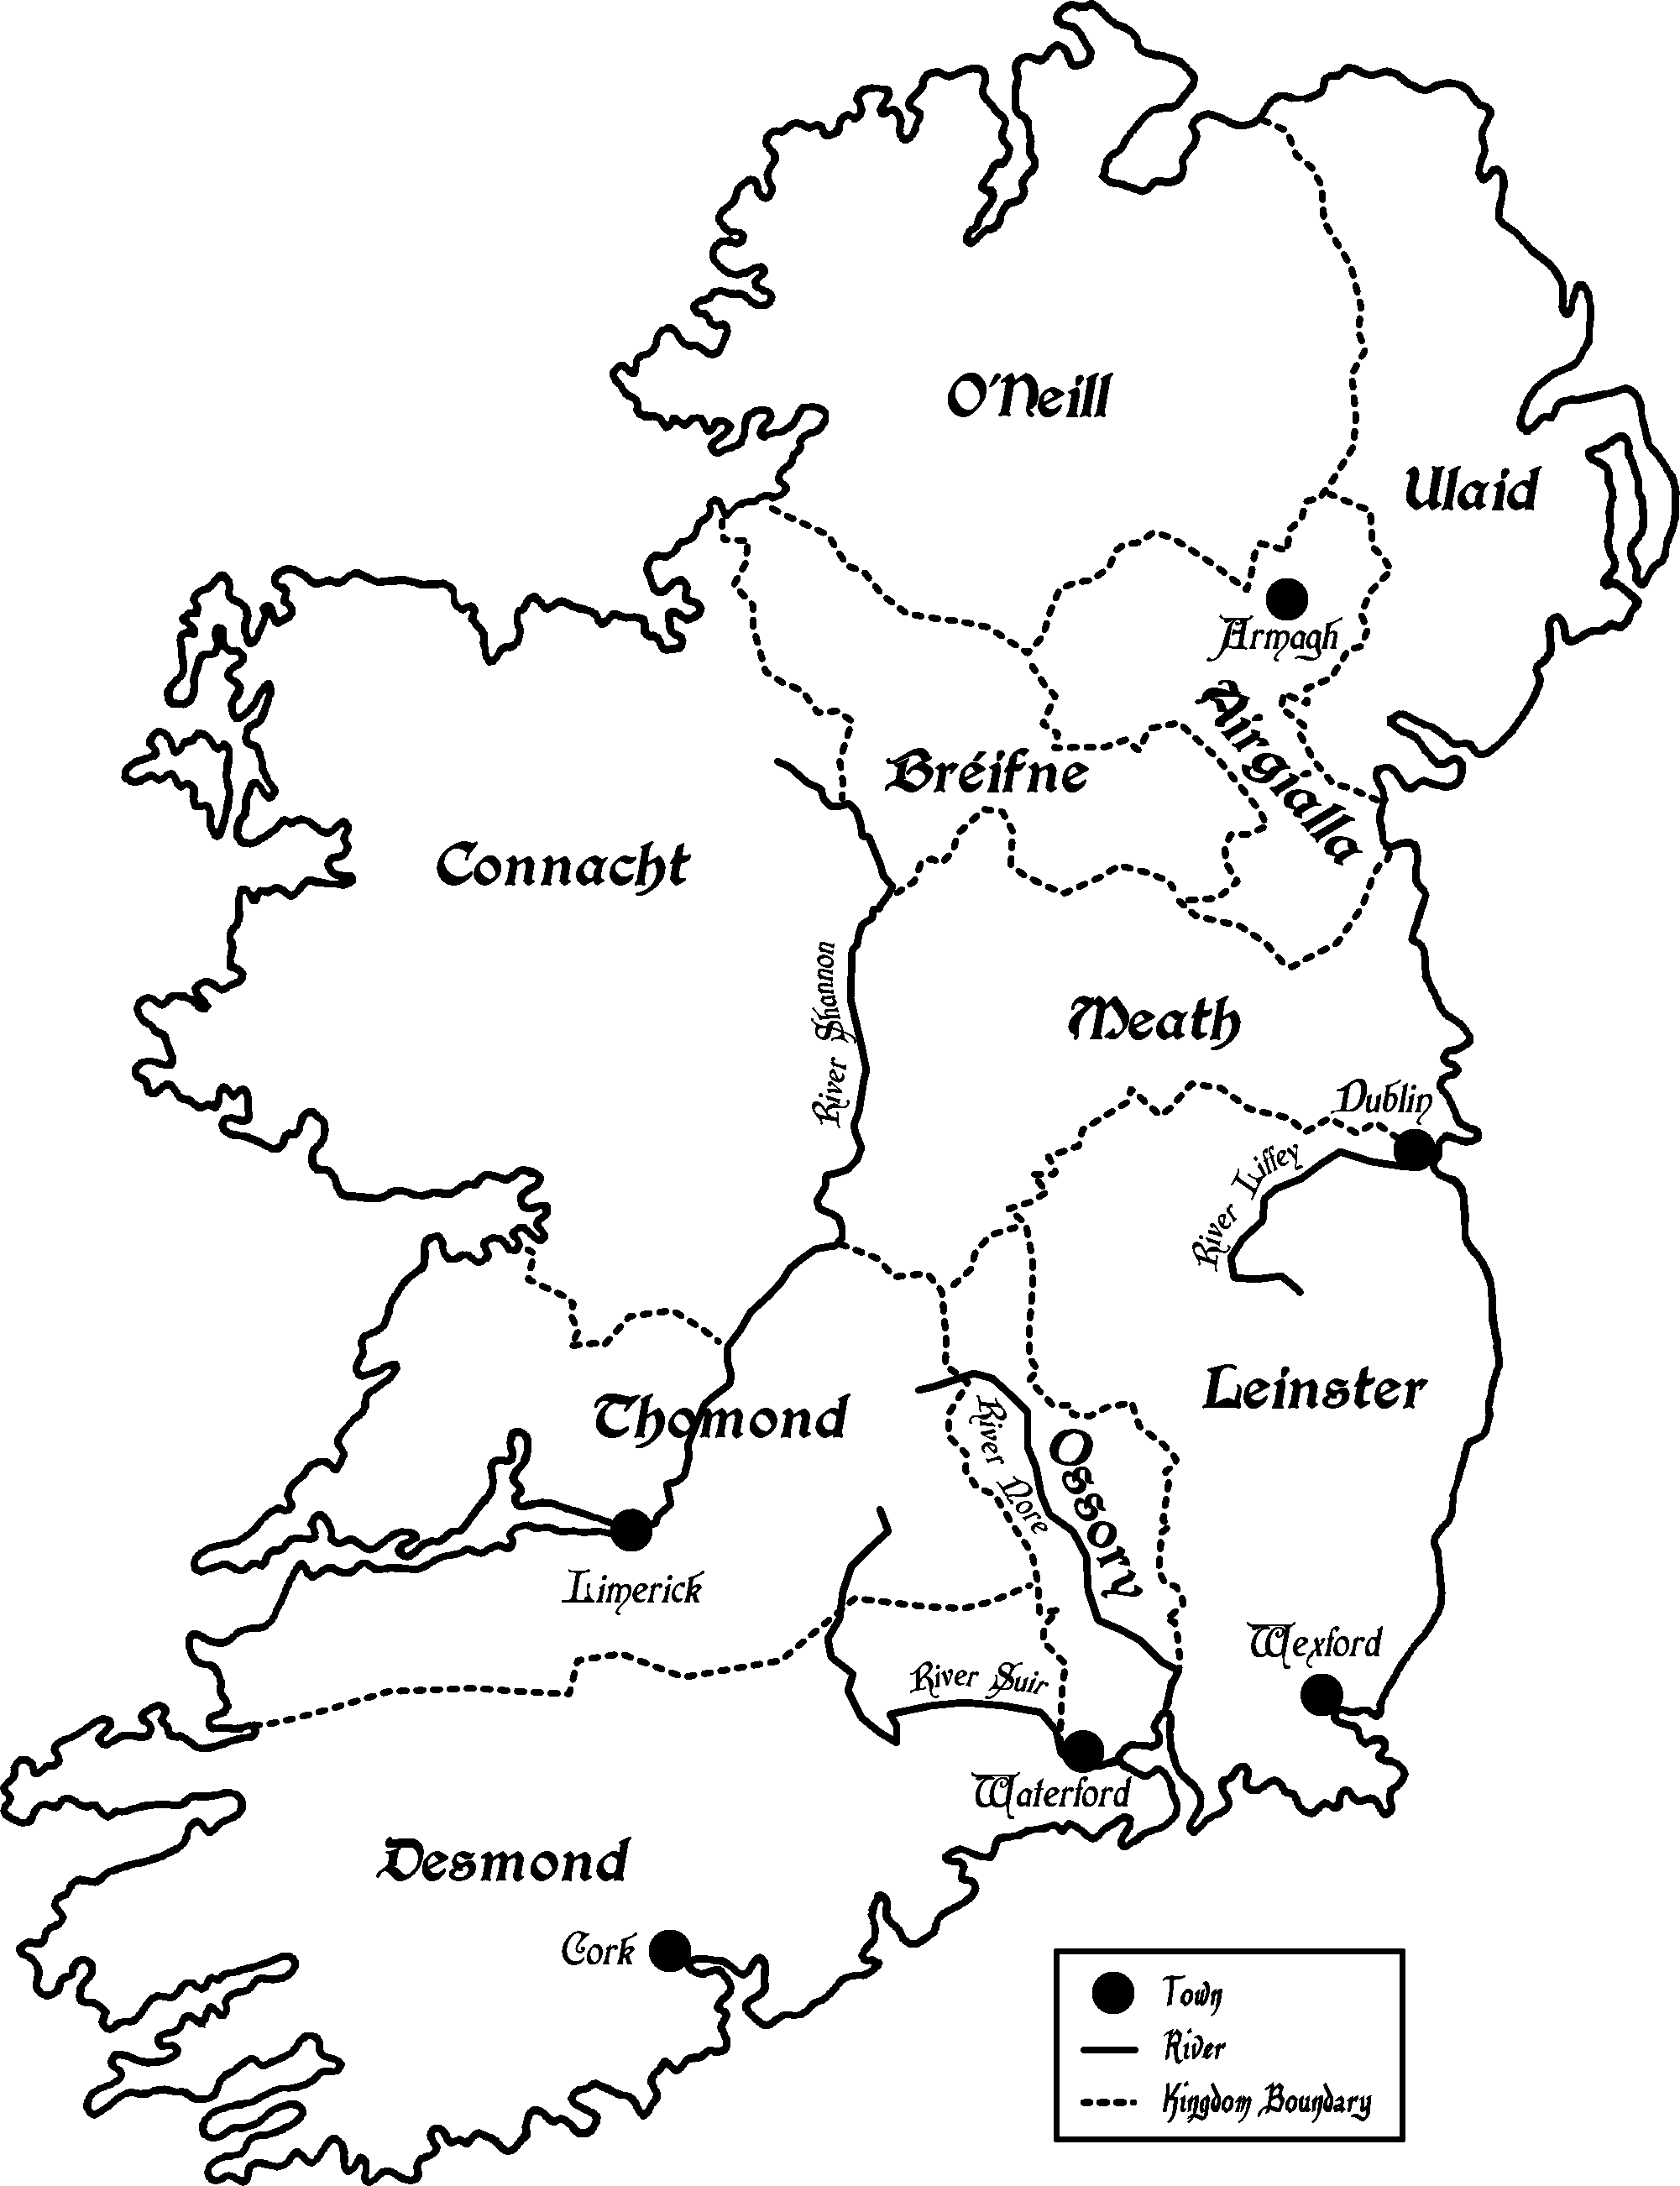 O'Neill
Ulaid
Armagh
Airgialla
Bréifne
Connacht
River Shannon
Meath
Dublin
River Liffey
Leinster
Thomond
River Nore
Ossory
Limerick
Wexford
River Suir
Waterford
Desmond
Cork
Town
River
Kingdom Boundary